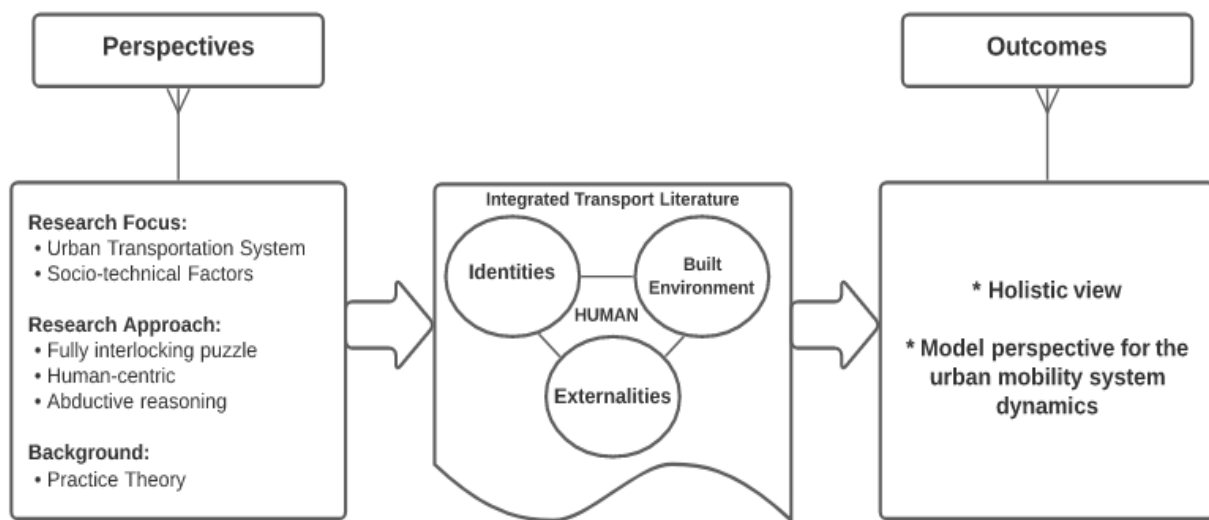 Perspectives
Outcomes
Research Focus:
• Urban Transportation System
• Socio-technical Factors
Research Approach:
• Fully interlocking puzzle
• Human-centric
• Abductive reasoning
Background:
• Practice Theory
Integrated Transport Literature
Identities
Built
Environment
HUMAN
Externalities
* Holistic view
* Model perspective for the
urban mobility system
dynamics